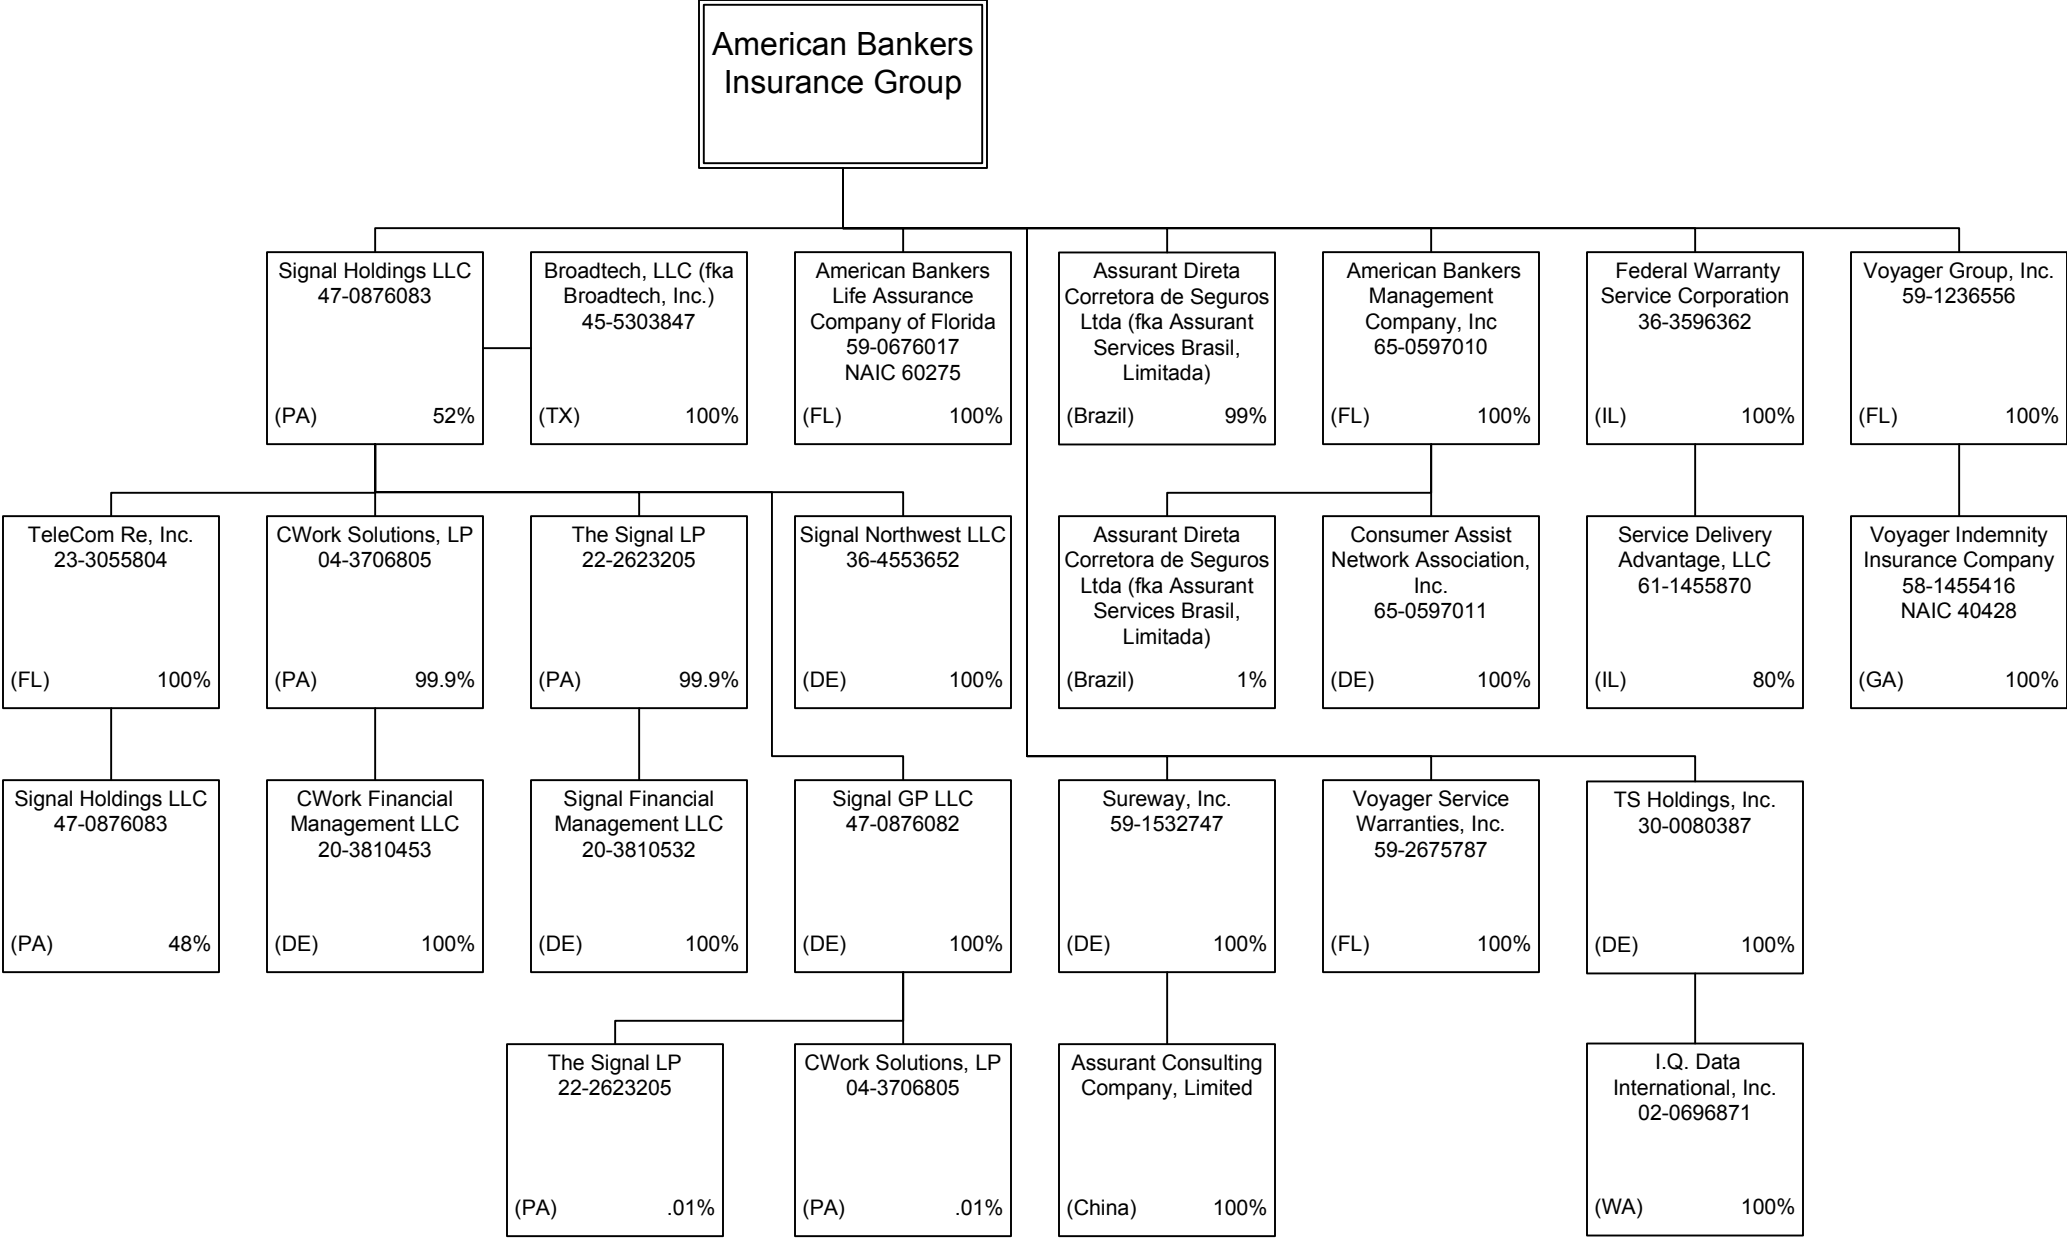 American Bankers
Insurance Group
Signal Holdings LLC
47-0876083
(PA) 52%
Broadtech, LLC (fka
Broadtech, Inc.)
45-5303847
(TX) 100%
American Bankers
Life Assurance
Company of Florida
59-0676017
NAIC 60275
(FL) 100%
Assurant Direta
Corretora de Seguros
Ltda (fka Assurant
Services Brasil,
Limitada)
(Brazil) 99%
American Bankers
Management
Company, Inc
65-0597010
(FL) 100%
Federal Warranty
Service Corporation
36-3596362
(IL) 100%
Voyager Group, Inc.
59-1236556
(FL) 100%
TeleCom Re, Inc.
23-3055804
(FL) 100%
CWork Solutions, LP
04-3706805
(PA) 99.9%
The Signal LP
22-2623205
(PA) 99.9%
Signal Northwest LLC
36-4553652
(DE) 100%
Assurant Direta
Corretora de Seguros
Ltda (fka Assurant
Services Brasil,
Limitada)
(Brazil) 1%
Consumer Assist
Network Association,
Inc.
65-0597011
(DE) 100%
Service Delivery
Advantage, LLC
61-1455870
(IL) 80%
Voyager Indemnity
Insurance Company
58-1455416
NAIC 40428
(GA) 100%
Signal Holdings LLC
47-0876083
(PA) 48%
CWork Financial
Management LLC
20-3810453
(DE) 100%
Signal Financial
Management LLC
20-3810532
(DE) 100%
Signal GP LLC
47-0876082
(DE) 100%
Sureway, Inc.
59-1532747
(DE) 100%
Voyager Service
Warranties, Inc.
59-2675787
(FL) 100%
TS Holdings, Inc.
30-0080387
(DE) 100%
The Signal LP
22-2623205
(PA) .01%
CWork Solutions, LP
04-3706805
(PA) .01%
Assurant Consulting
Company, Limited
(China) 100%
I.Q. Data
International, Inc.
02-0696871
(WA) 100%